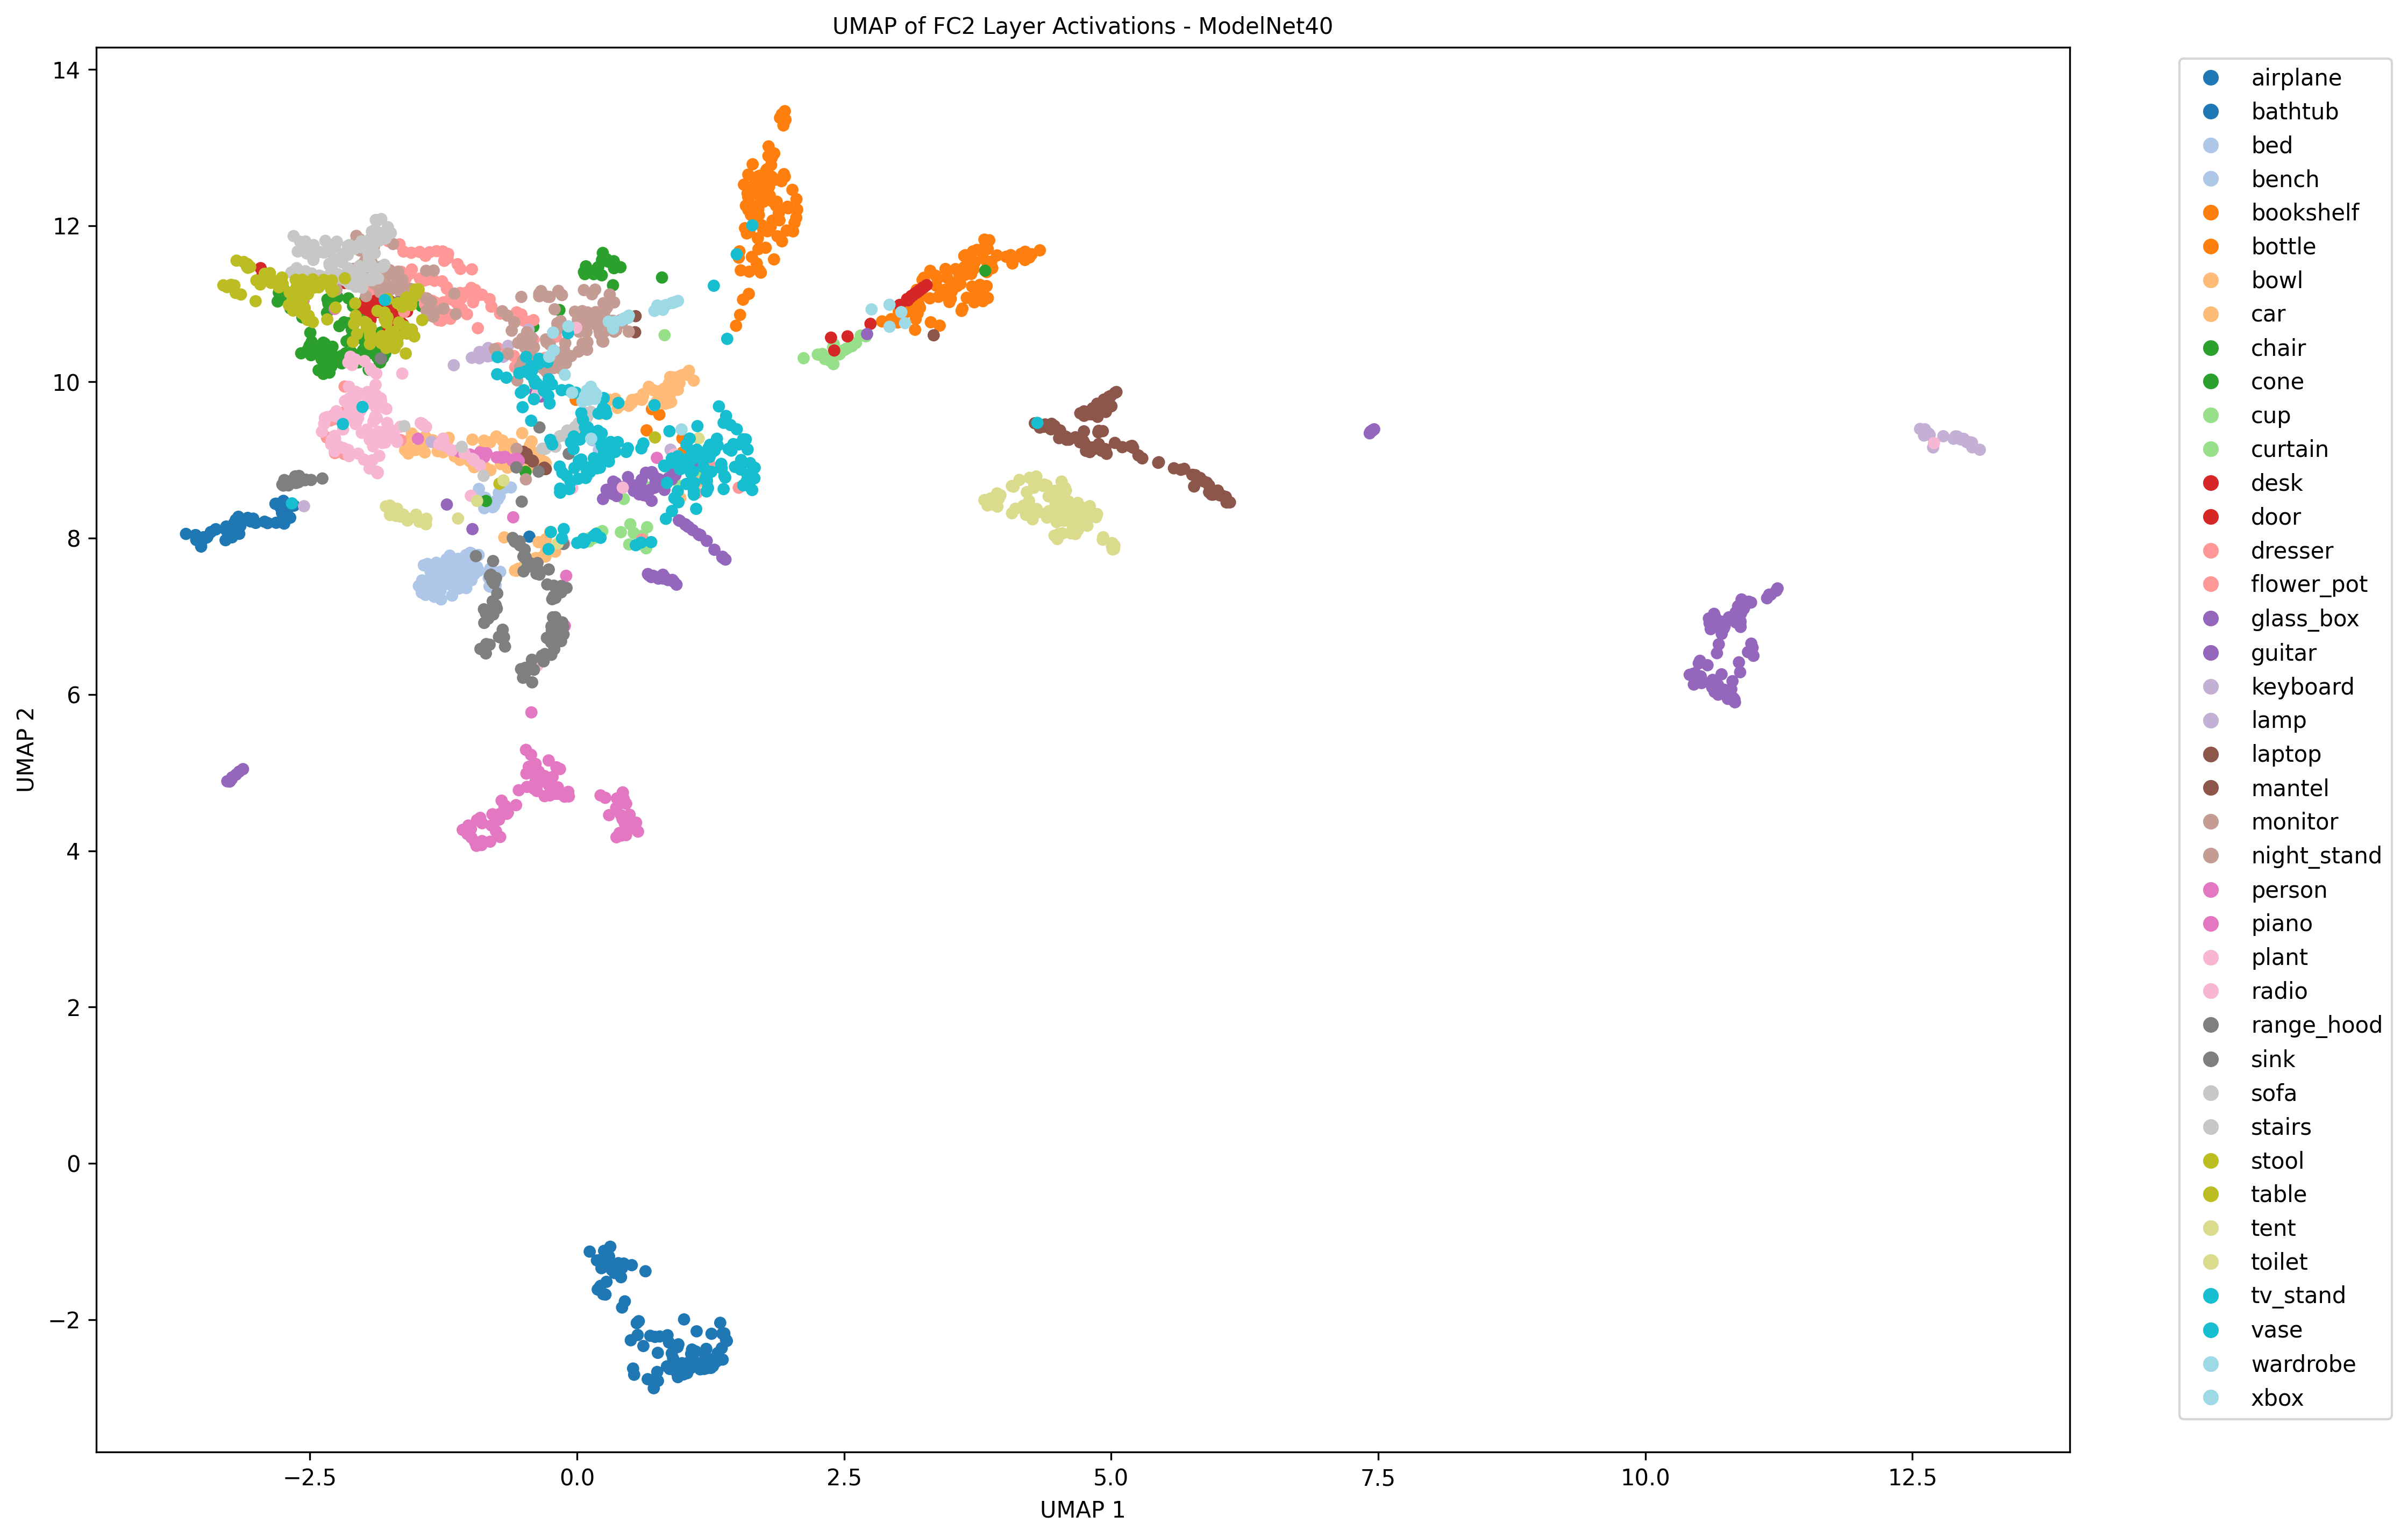 UMAP of FC2 Layer Activations - ModelNet40
14
12
10
8
6
4
2
0
−2
UMAP 2
−2.5
0.0
2.5
5.0
7.5
10.0
12.5
UMAP 1
airplane
bathtub
bed
bench
bookshelf
bottle
bowl
car
chair
cone
cup
curtain
desk
door
dresser
flower_pot
glass_box
guitar
keyboard
lamp
laptop
mantel
monitor
night_stand
person
piano
plant
radio
range_hood
sink
sofa
stairs
stool
table
tent
toilet
tv_stand
vase
wardrobe
xbox